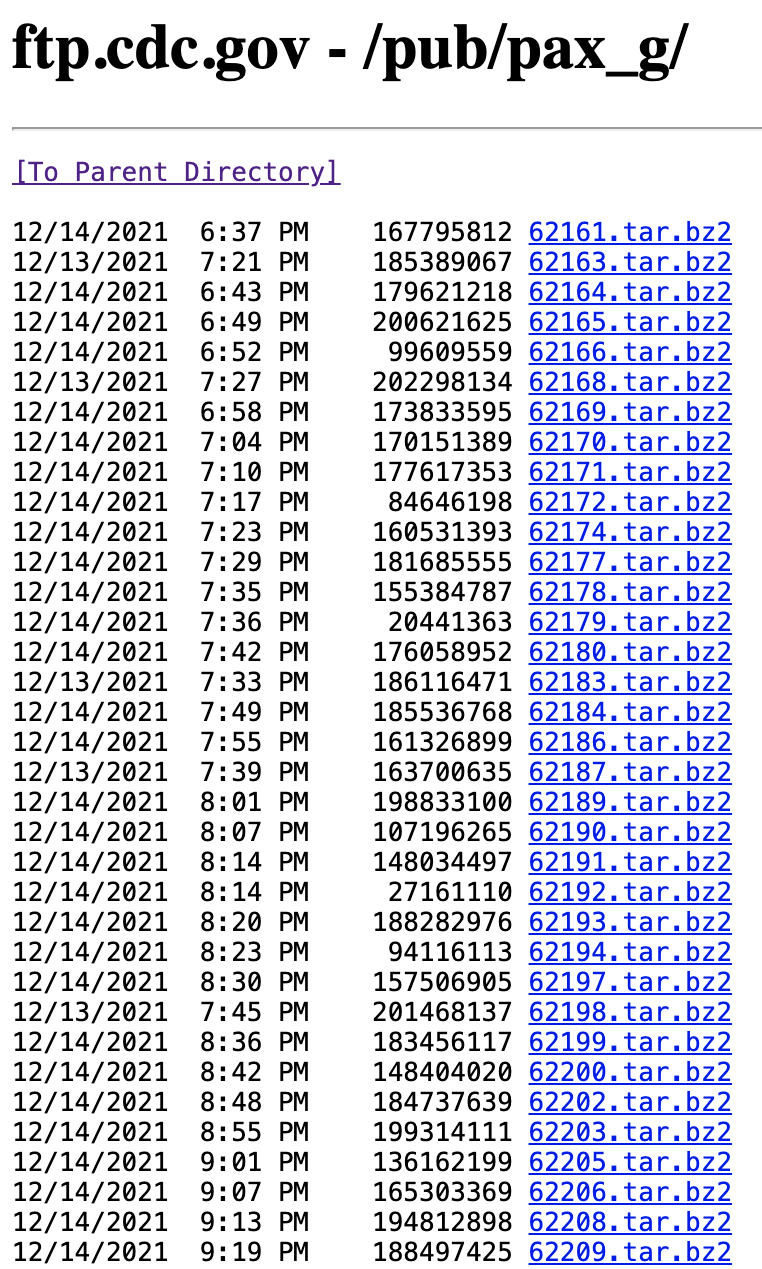 ftp.cdc.gov - /pub/pax_g/
[To Parent Directory]
12/14/2021  6:37 PM    167795812 62161.tar.bz2
12/13/2021  7:21 PM    185389067 62163.tar.bz2
12/14/2021  6:43 PM    179621218 62164.tar.bz2
12/14/2021  6:49 PM    200621625 62165.tar.bz2
12/14/2021  6:52 PM     99609559 62166.tar.bz2
12/13/2021  7:27 PM    202298134 62168.tar.bz2
12/14/2021  6:58 PM    173833595 62169.tar.bz2
12/14/2021  7:04 PM    170151389 62170.tar.bz2
12/14/2021  7:10 PM    177617353 62171.tar.bz2
12/14/2021  7:17 PM     84646198 62172.tar.bz2
12/14/2021  7:23 PM    160531393 62174.tar.bz2
12/14/2021  7:29 PM    181685555 62177.tar.bz2
12/14/2021  7:35 PM    155384787 62178.tar.bz2
12/14/2021  7:36 PM     20441363 62179.tar.bz2
12/14/2021  7:42 PM    176058952 62180.tar.bz2
12/13/2021  7:33 PM    186116471 62183.tar.bz2
12/14/2021  7:49 PM    185536768 62184.tar.bz2
12/14/2021  7:55 PM    161326899 62186.tar.bz2
12/13/2021  7:39 PM    163700635 62187.tar.bz2
12/14/2021  8:01 PM    198833100 62189.tar.bz2
12/14/2021  8:07 PM    107196265 62190.tar.bz2
12/14/2021  8:14 PM    148034497 62191.tar.bz2
12/14/2021  8:14 PM     27161110 62192.tar.bz2
12/14/2021  8:20 PM    188282976 62193.tar.bz2
12/14/2021  8:23 PM     94116113 62194.tar.bz2
12/14/2021  8:30 PM    157506905 62197.tar.bz2
12/13/2021  7:45 PM    201468137 62198.tar.bz2
12/14/2021  8:36 PM    183456117 62199.tar.bz2
12/14/2021  8:42 PM    148404020 62200.tar.bz2
12/14/2021  8:48 PM    184737639 62202.tar.bz2
12/14/2021  8:55 PM    199314111 62203.tar.bz2
12/14/2021  9:01 PM    136162199 62205.tar.bz2
12/14/2021  9:07 PM    165303369 62206.tar.bz2
12/14/2021  9:13 PM    194812898 62208.tar.bz2
12/14/2021  9:19 PM    188497425 62209.tar.bz2